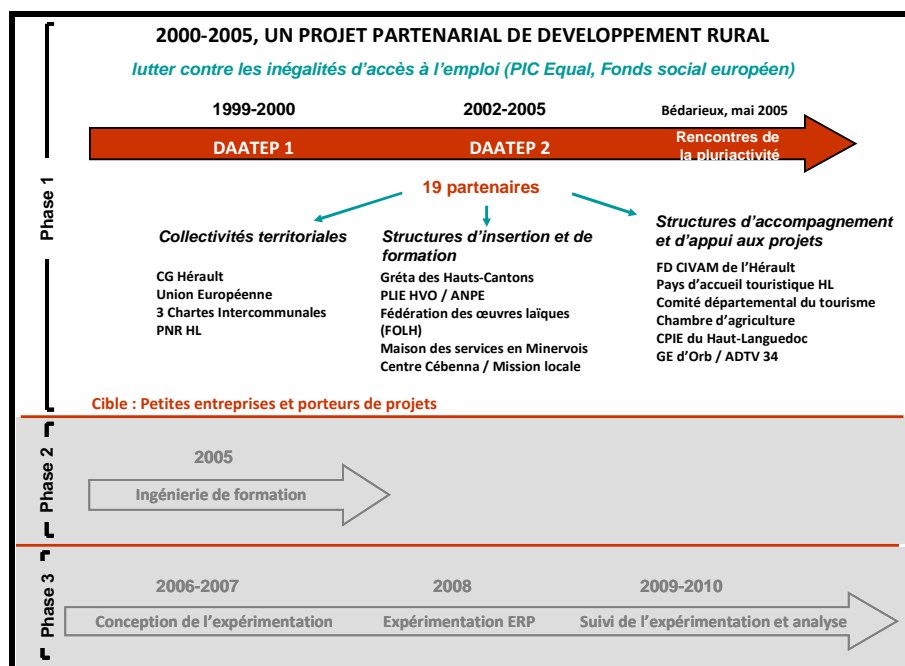 2000-2005, UN PROJET PARTENARIAL DE DEVELOPPEMENT RURAL
lutter contre les inégalités d'accès à l'emploi (PIC Equal, Fonds social européen)
Phase 1
1999-2000
2002-2005
Bédarieux, mai 2005
DAATEP 1
DAATEP 2
Rencontres de
la pluriactivité
19 partenaires
Collectivités territoriales
CG Hérault
Union Européenne
3 Chartes Intercommunales
PNR HL
Structures d'insertion et de
formation
Gréta des Hauts-Cantons
PLIE HVO / ANPE
Fédération des œuvres laïques
(FOLH)
Maison des services en Minervois
Centre Cébenna / Mission locale
Structures d'accompagnement
et d'appui aux projets
FD CIVAM de l'Hérault
Pays d'accueil touristique HL
Comité départemental du tourisme
Chambre d'agriculture
CPIE du Haut-Languedoc
GE d'Orb / ADTV 34
Cible : Petites entreprises et porteurs de projets
Phase 2
2005
Ingénierie de formation
Phase 3
2006-2007
2008
2009-2010
Conception de l'expérimentation
Expérimentation ERP
Suivi de l'expérimentation et analyse